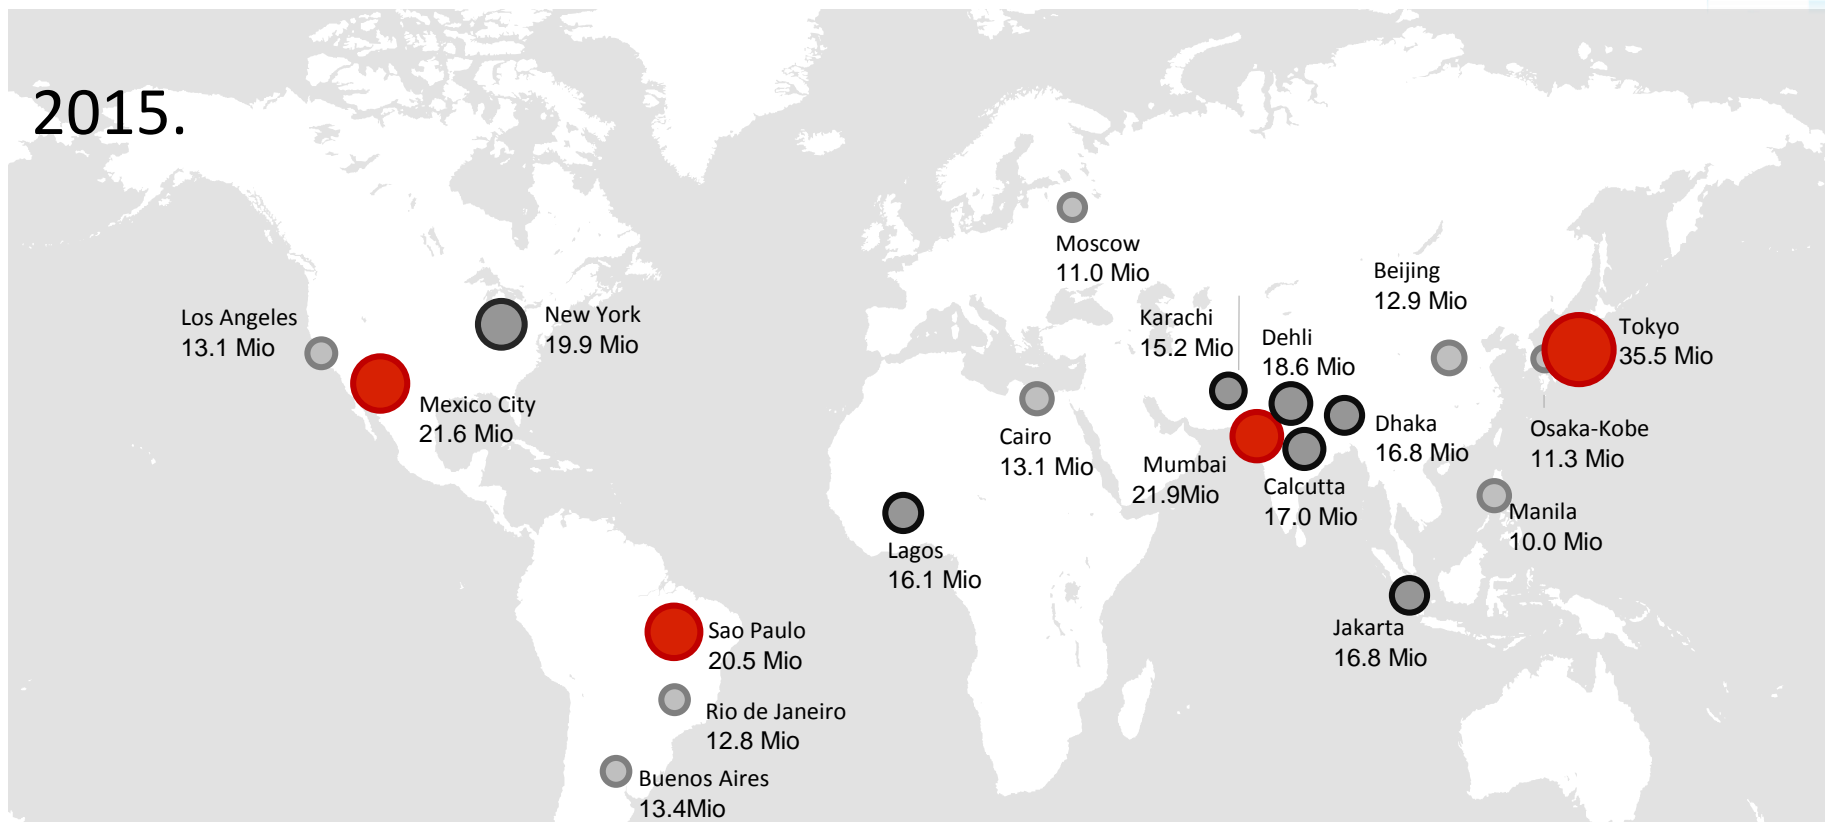 2015.
Moscow
11.0 Mio
Beijing
12.9 Mio
Los Angeles
13.1 Mio
New York
19.9 Mio
Karachi
15.2 Mio
Dehli
18.6 Mio
Tokyo
35.5 Mio
Mexico City
21.6 Mio
Cairo
13.1 Mio
Dhaka
16.8 Mio
Osaka-Kobe
11.3 Mio
Mumbai
21.9Mio
Calcutta
17.0 Mio
Manila
10.0 Mio
Lagos
16.1 Mio
Sao Paulo
20.5 Mio
Jakarta
16.8 Mio
Rio de Janeiro
12.8 Mio
Buenos Aires
13.4Mio